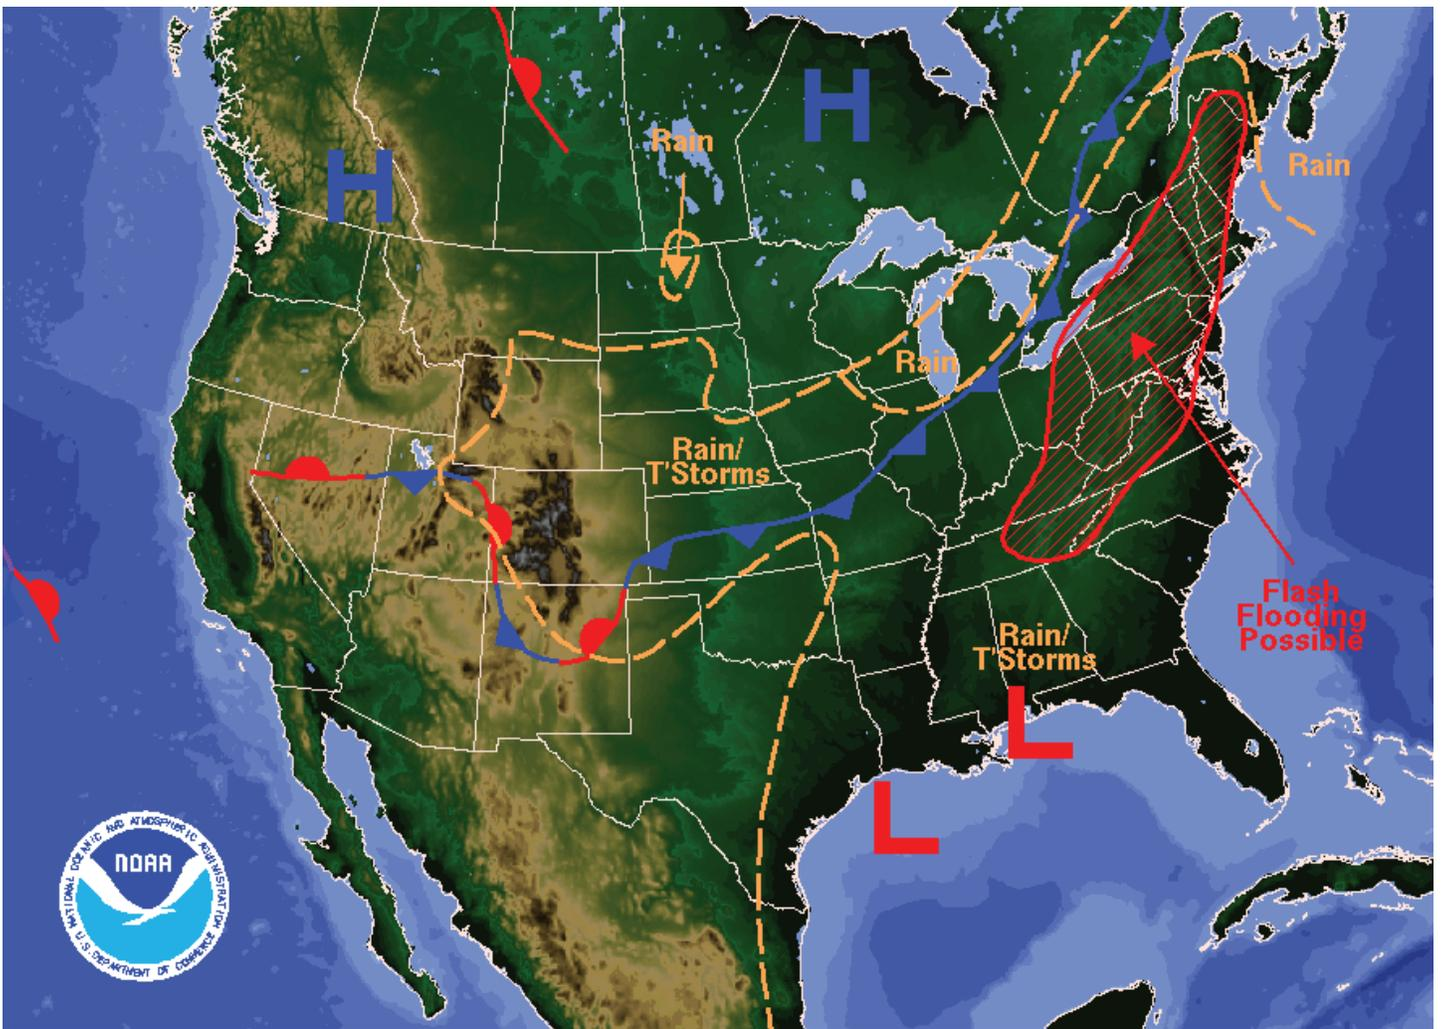 H
H
Rain
Rain
Rain
Rain/
T'Storms
Flash
Flooding
Possible
Rain/
T'Storms
L
L
NOAA
NATIONAL OCEANIC AND ATMOSPHERIC ADMINISTRATION
U.S. DEPARTMENT OF COMMERCE